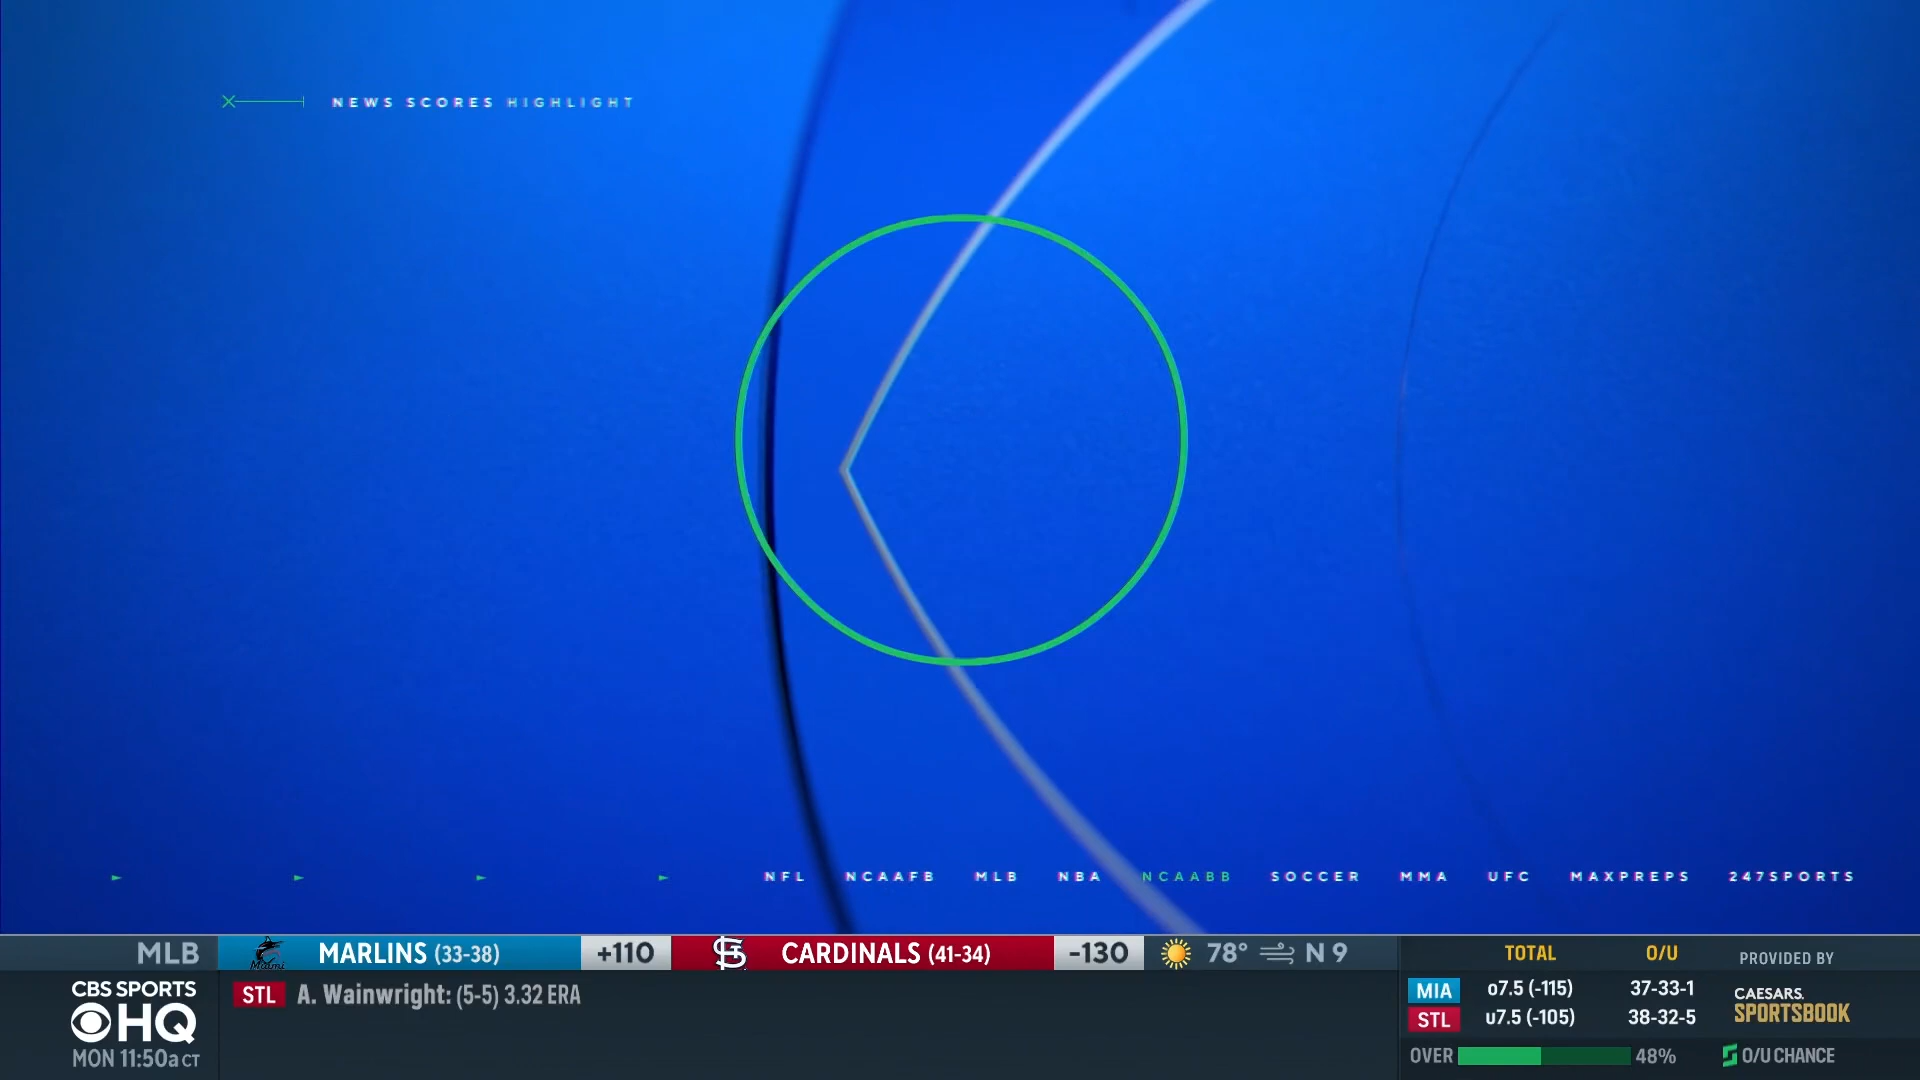 NEWS SCORES HIGHLIGHT
NFL NCAAFB MLB NBA NCAABB SOCCER MMA UFC MAXPREPS 247SPORTS
MLB MARLINS (33-38) +110 STL CARDINALS (41-34) -130 78° N 9
CBS SPORTS
HQ
MON 11:50a CT
STL A. Wainwright: (5-5) 3.32 ERA
TOTAL O/U
MIA o7.5 (-115) 37-33-1
STL u7.5 (-105) 38-32-5
OVER 48%
PROVIDED BY
CAESARS
SPORTSBOOK
S O/U CHANCE